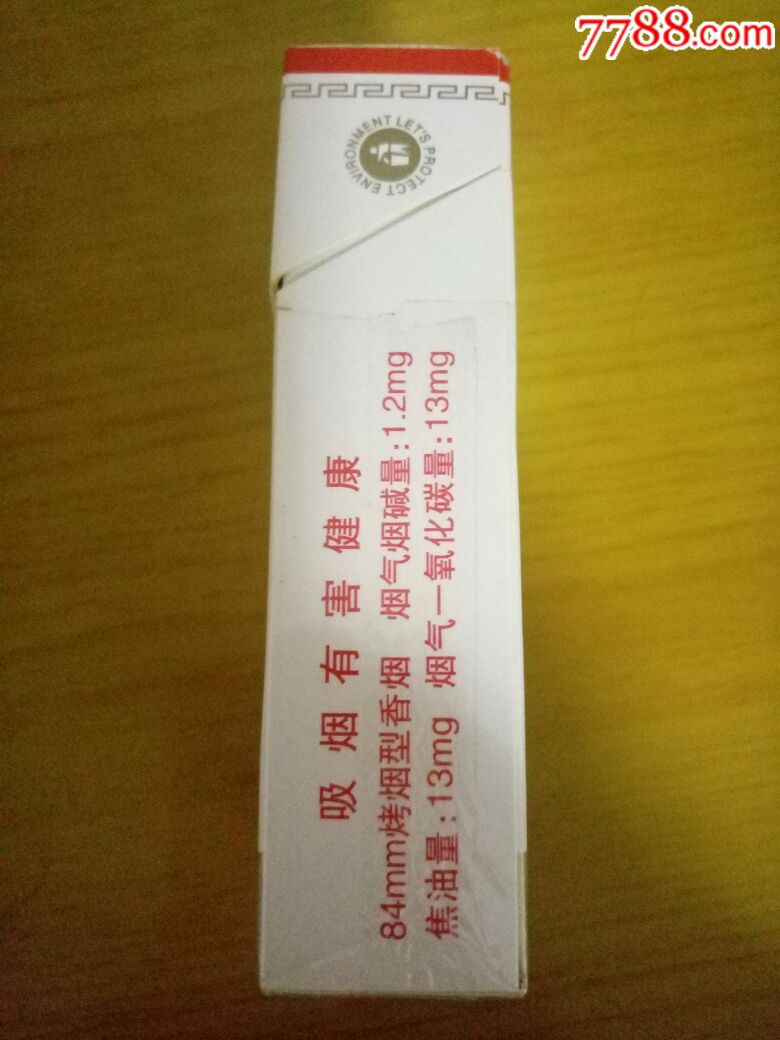 7788.com
LET'S PROTECT ENVIRONMENT
吸烟有害健康
84mm烤烟型香烟 烟气烟碱量:1.2mg
焦油量:13mg 烟气一氧化碳量:13mg